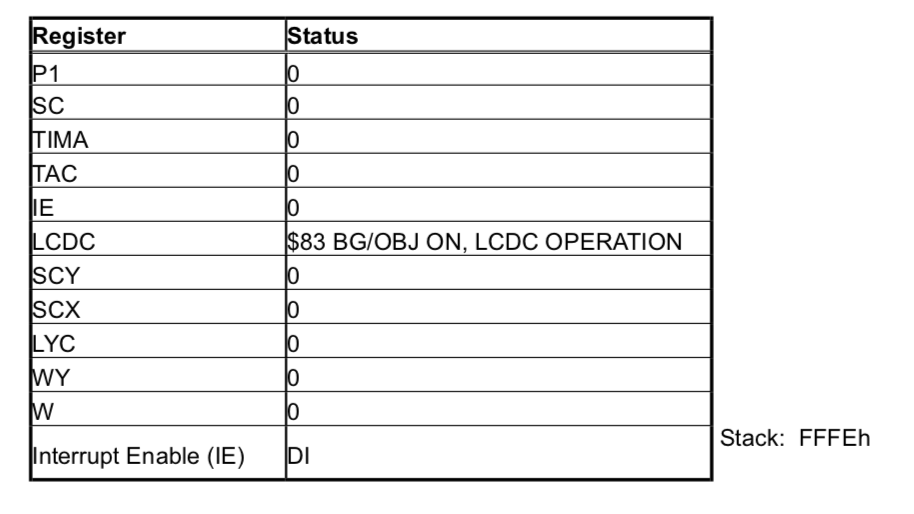 Register Status
P1 0
SC 0
TIMA 0
TAC 0
IE 0
LCDC $83 BG/OBJ ON, LCDC OPERATION
SCY 0
SCX 0
LYC 0
WY 0
W 0
Interrupt Enable (IE) DI
Stack: FFFEh